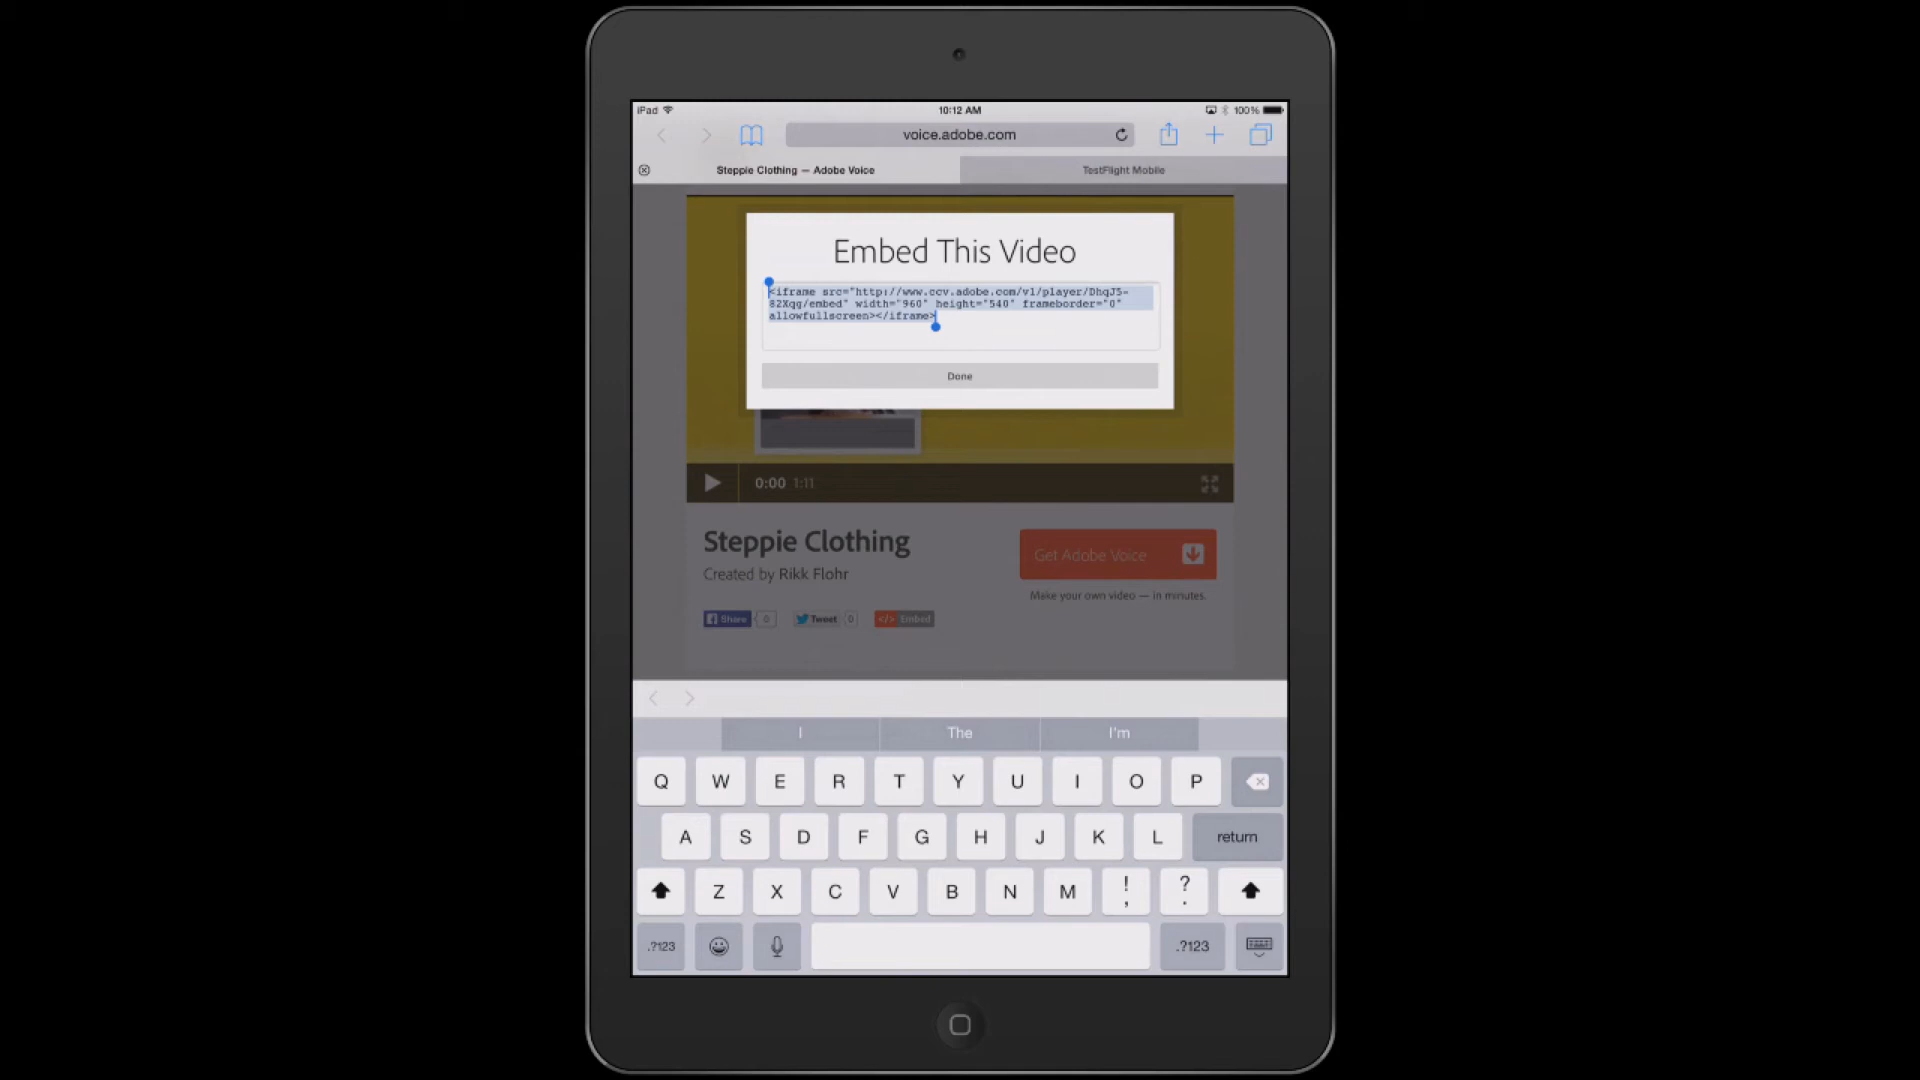 iPad 10:12 AM 100%
voice.adobe.com
Steppie Clothing — Adobe Voice TestFlight Mobile
Embed This Video
<iframe src="http://www.ccv.adobe.com/v1/player/DhqJ5-
82Xqg/embed" width="960" height="540" frameborder="0"
allowfullscreen></iframe>
Done
0:00 1:11
Steppie Clothing
Get Adobe Voice
Created by Rikk Flohr
Make your own video — in minutes.
Share 0 Tweet 0 </> Embed
I The I'm
Q W E R T Y U I O P
A S D F G H J K L return
Z X C V B N M ! , ? .
.?123 .?123